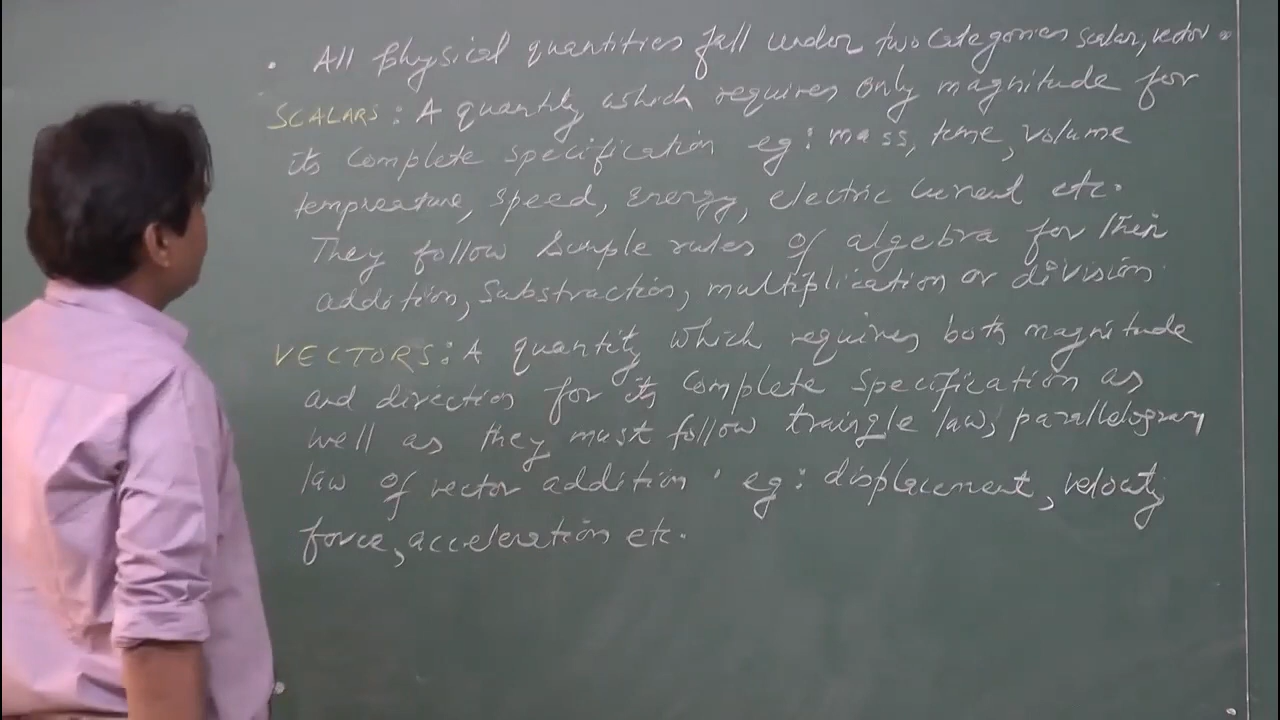 . All physical quantities fall under two categories scalar, vector.
SCALARS: A quantity which requires only magnitude for
its complete specification eg: mass, time, volume
tempreature, speed, energy, electric current etc.
They follow simple rules of algebra for their
addition, substraction, multiplication or division.
VECTORS: A quantity which requires both magnitude
and direction for its complete specification as
well as they must follow traingle law, parallelogram
law of vector addition. eg: displacement, velocity,
force, acceleration etc.